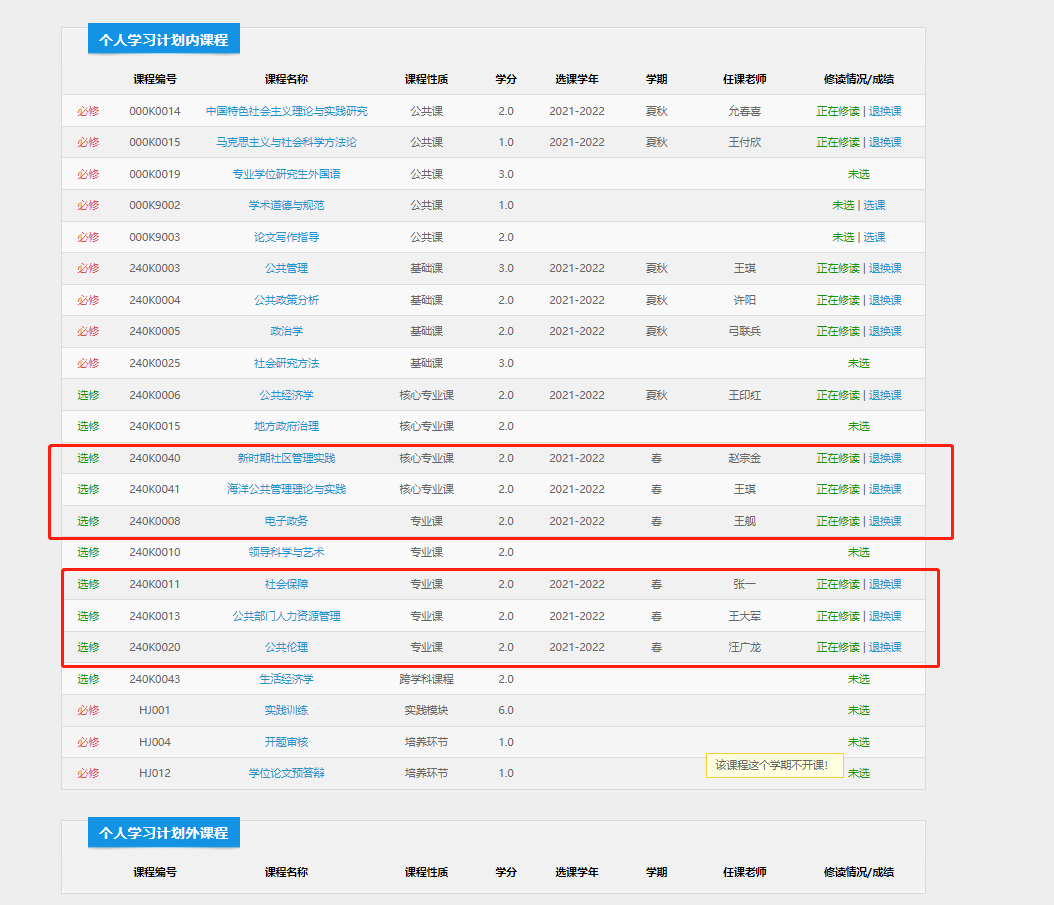 个人学习计划内课程
课程编号 课程名称 课程性质 学分 选课学年 学期 任课老师 修读情况/成绩
必修 000K0014 中国特色社会主义理论与实践研究 公共课 2.0 2021-2022 夏秋 允春喜 正在修读 | 退换课
必修 000K0015 马克思主义与社会科学方法论 公共课 1.0 2021-2022 夏秋 王付欣 正在修读 | 退换课
必修 000K0019 专业学位研究生外国语 公共课 3.0 未选
必修 000K9002 学术道德与规范 公共课 1.0 未选 | 选课
必修 000K9003 论文写作指导 公共课 2.0 未选 | 选课
必修 240K0003 公共管理 基础课 3.0 2021-2022 夏秋 王琪 正在修读 | 退换课
必修 240K0004 公共政策分析 基础课 2.0 2021-2022 夏秋 许阳 正在修读 | 退换课
必修 240K0005 政治学 基础课 2.0 2021-2022 夏秋 弓联兵 正在修读 | 退换课
必修 240K0025 社会研究方法 基础课 3.0 未选
选修 240K0006 公共经济学 核心专业课 2.0 2021-2022 夏秋 王印红 正在修读 | 退换课
选修 240K0015 地方政府治理 核心专业课 2.0 未选
选修 240K0040 新时期社区管理实践 核心专业课 2.0 2021-2022 春 赵宗金 正在修读 | 退换课
选修 240K0041 海洋公共管理理论与实践 核心专业课 2.0 2021-2022 春 王琪 正在修读 | 退换课
选修 240K0008 电子政务 专业课 2.0 2021-2022 春 王舰 正在修读 | 退换课
选修 240K0010 领导科学与艺术 专业课 2.0 未选
选修 240K0011 社会保障 专业课 2.0 2021-2022 春 张一 正在修读 | 退换课
选修 240K0013 公共部门人力资源管理 专业课 2.0 2021-2022 春 王大军 正在修读 | 退换课
选修 240K0020 公共伦理 专业课 2.0 2021-2022 春 汪广龙 正在修读 | 退换课
选修 240K0043 生活经济学 跨学科课程 2.0 未选
必修 HJ001 实践训练 实践模块 6.0 未选
必修 HJ004 开题审核 培养环节 1.0 未选
该课程这个学期不开课！
必修 HJ012 学位论文预答辩 培养环节 1.0 未选
个人学习计划外课程
课程编号 课程名称 课程性质 学分 选课学年 学期 任课老师 修读情况/成绩